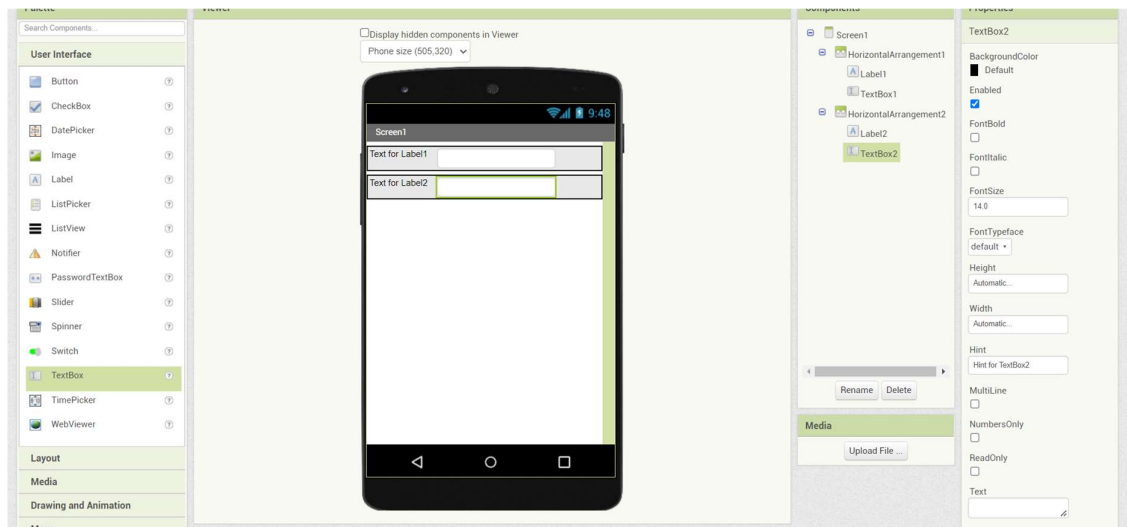 Palette
Search Components...
User Interface
Button
CheckBox
DatePicker
Image
Label
ListPicker
ListView
Notifier
PasswordTextBox
Slider
Spinner
Switch
TextBox
TimePicker
WebViewer
Layout
Media
Drawing and Animation
Viewer
Display hidden components in Viewer
Phone size (505,320)
9:48
Screen1
Text for Label1
Text for Label2
Components
Screen1
HorizontalArrangement1
Label1
TextBox1
HorizontalArrangement2
Label2
TextBox2
Rename Delete
Media
Upload File ...
Properties
TextBox2
BackgroundColor
Default
Enabled
FontBold
FontItalic
FontSize
14.0
FontTypeface
default
Height
Automatic...
Width
Automatic...
Hint
Hint for TextBox2
MultiLine
NumbersOnly
ReadOnly
Text